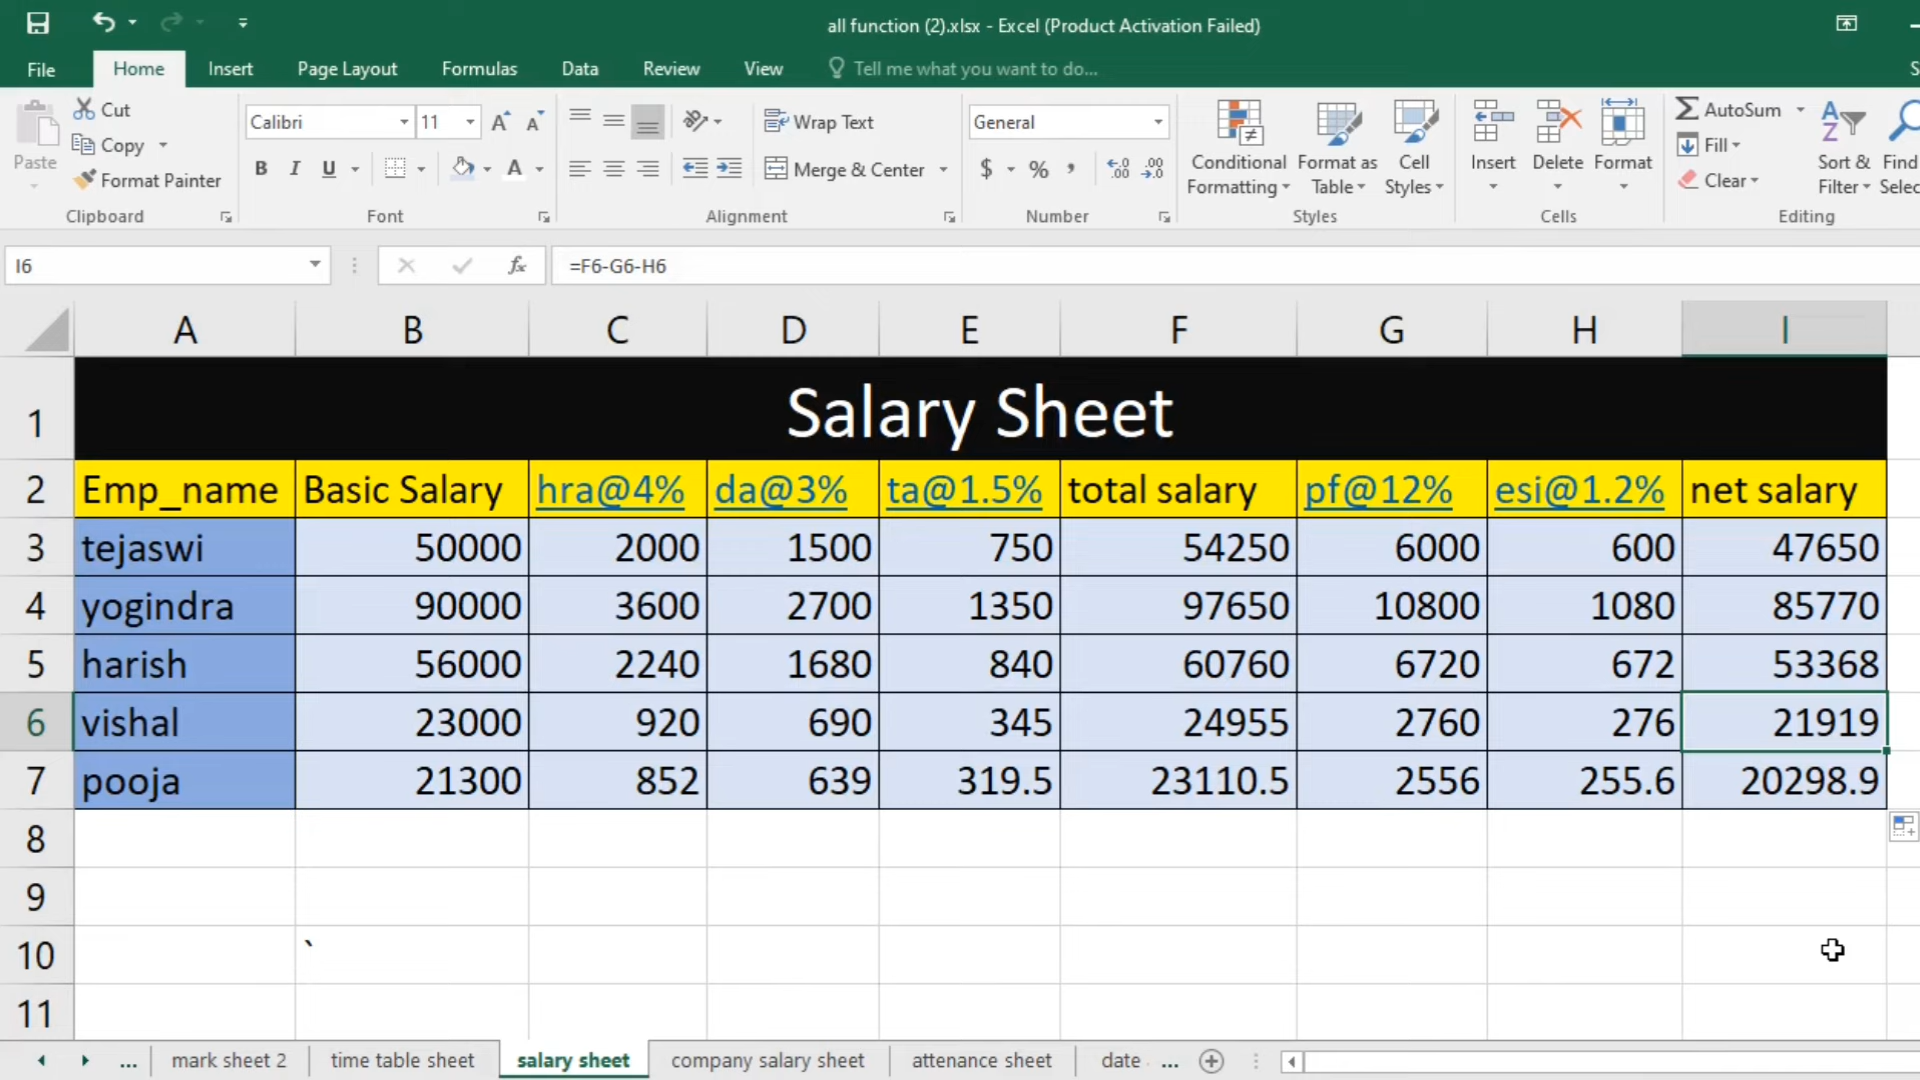 all function (2).xlsx - Excel (Product Activation Failed)
File Home Insert Page Layout Formulas Data Review View Tell me what you want to do...
Paste
Cut
Copy
Format Painter
Clipboard
Calibri 11
B I U
Font
Wrap Text
Merge & Center
Alignment
General
$ % ,
Number
Conditional Formatting
Format as Table
Cell Styles
Styles
Insert Delete Format
Cells
AutoSum
Fill
Clear
Sort & Filter
Find
Editing
I6 fx =F6-G6-H6
A B C D E F G H I
1 Salary Sheet
2 Emp_name Basic Salary hra@4% da@3% ta@1.5% total salary pf@12% esi@1.2% net salary
3 tejaswi 50000 2000 1500 750 54250 6000 600 47650
4 yogindra 90000 3600 2700 1350 97650 10800 1080 85770
5 harish 56000 2240 1680 840 60760 6720 672 53368
6 vishal 23000 920 690 345 24955 2760 276 21919
7 pooja 21300 852 639 319.5 23110.5 2556 255.6 20298.9
8
9
10 `
11
... mark sheet 2 time table sheet salary sheet company salary sheet attenance sheet date ...